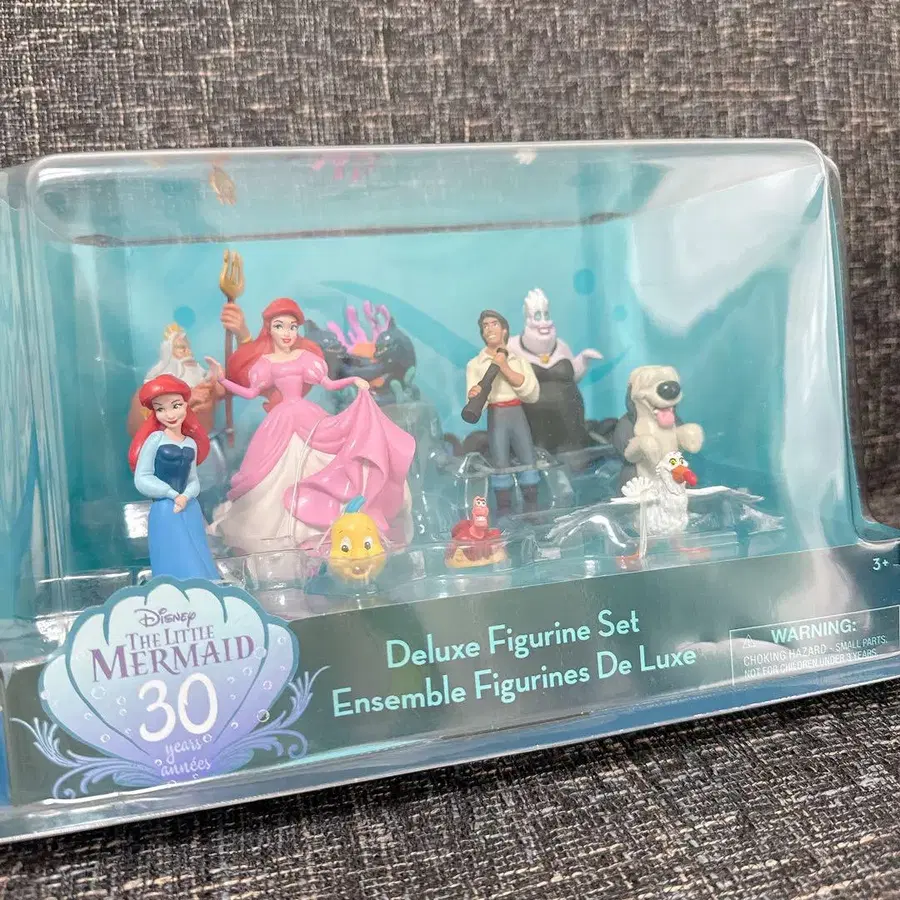 Disney
THE LITTLE
MERMAID
30
years
années
Deluxe Figurine Set
Ensemble Figurines De Luxe
3+
WARNING:
CHOKING HAZARD - SMALL PARTS.
NOT FOR CHILDREN UNDER 3 YEARS.